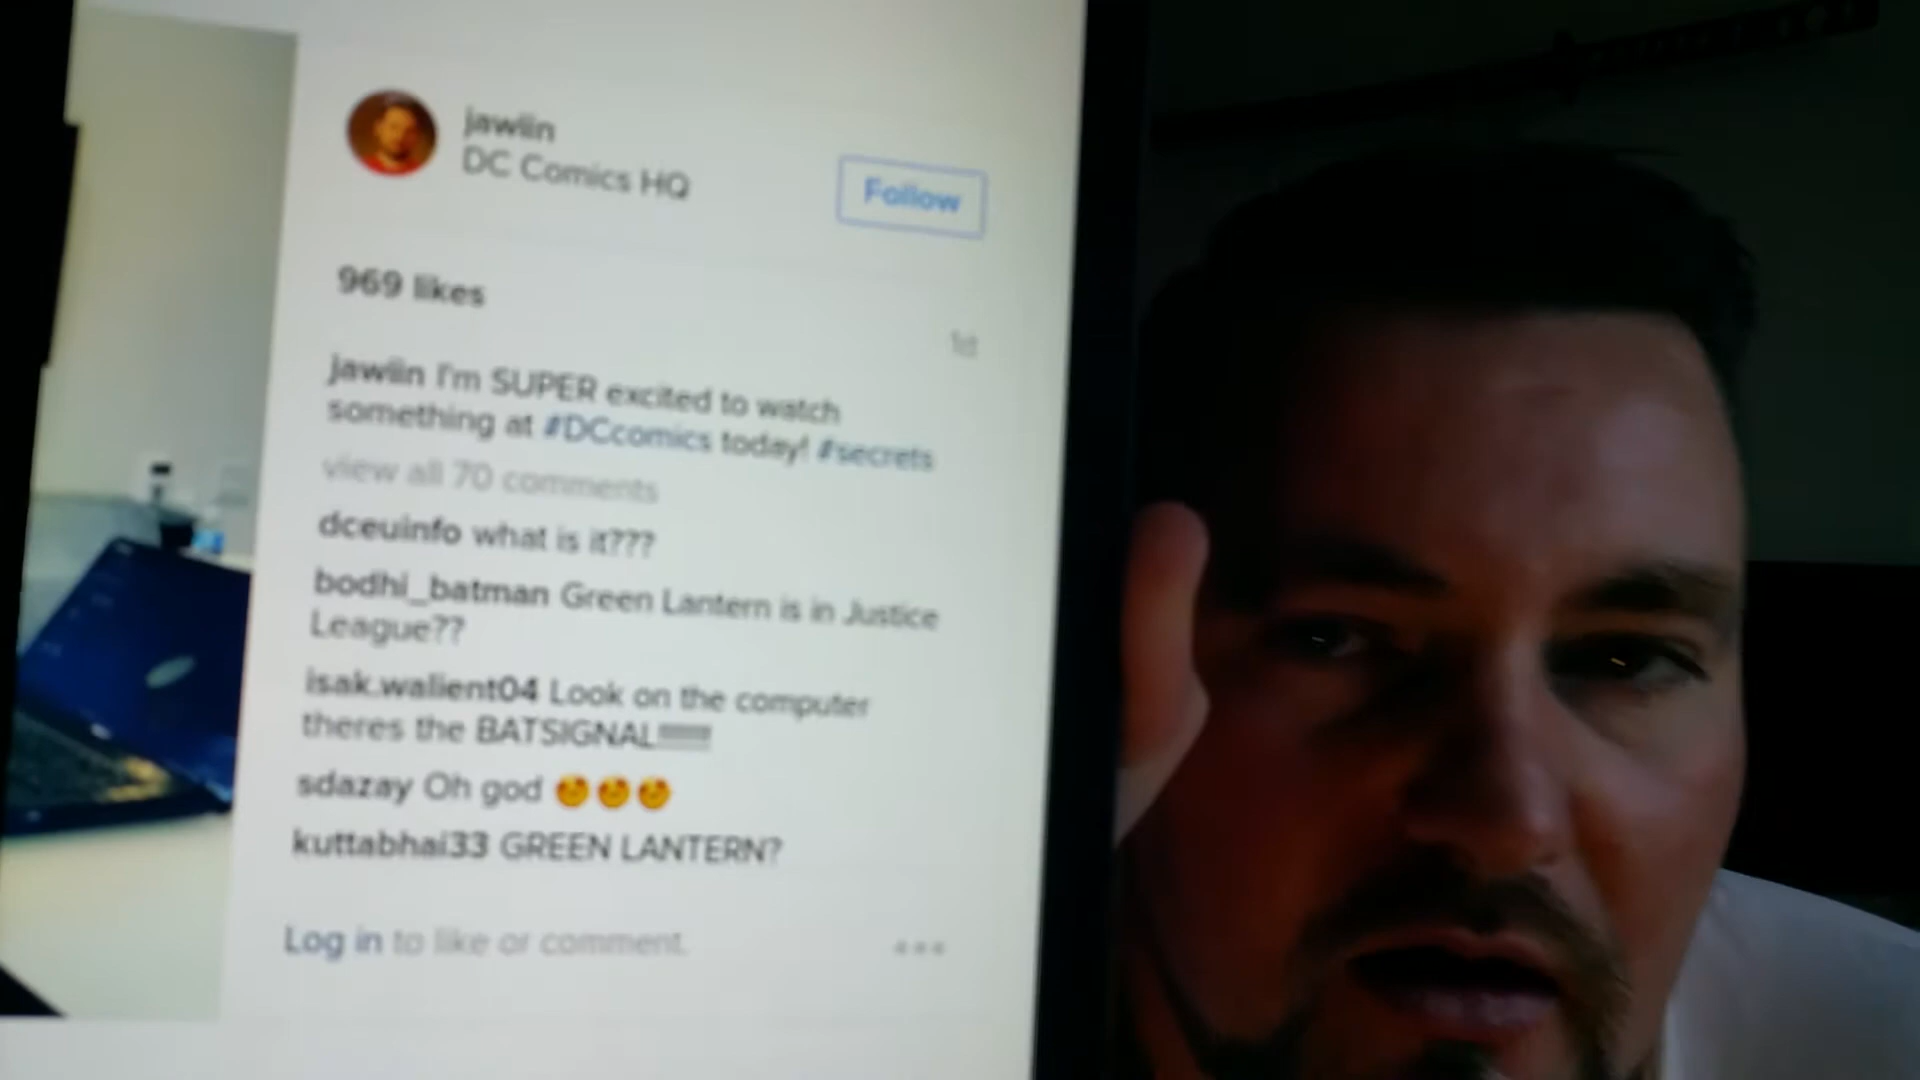 jawiin
DC Comics HQ
Follow
969 likes
1d
jawiin I'm SUPER excited to watch
something at #DCcomics today! #secrets
view all 70 comments
dceuinfo what is it???
bodhi_batman Green Lantern is in Justice
League??
isak.walient04 Look on the computer
theres the BATSIGNAL!!!!!!!!
sdazay Oh god 😍😍😍
kuttabhai33 GREEN LANTERN?
Log in to like or comment.